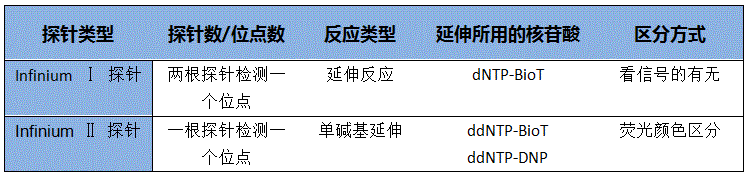 探针类型 探针数/位点数 反应类型 延伸所用的核苷酸 区分方式
Infinium Ⅰ 探针 两根探针检测一 延伸反应 dNTP-BioT 看信号的有无
个位点
Infinium Ⅱ 探针 一根探针检测一 单碱基延伸 ddNTP-BioT 荧光颜色区分
个位点 ddNTP-DNP